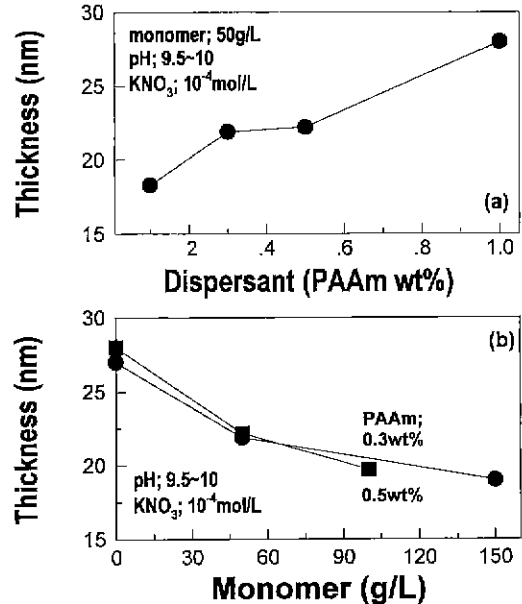 30
monomer; 50g/L
pH; 9.5~10
KNO₃; 10⁻⁴mol/L
25
Thickness (nm)
20
(a)
15
.2 .4 .6 .8 1.0
Dispersant (PAAm wt%)
30
(b)
25
Thickness (nm)
PAAm;
0.3wt%
20
pH; 9.5~10
0.5wt%
KNO₃; 10⁻⁴mol/L
15
0 30 60 90 120 150
Monomer (g/L)